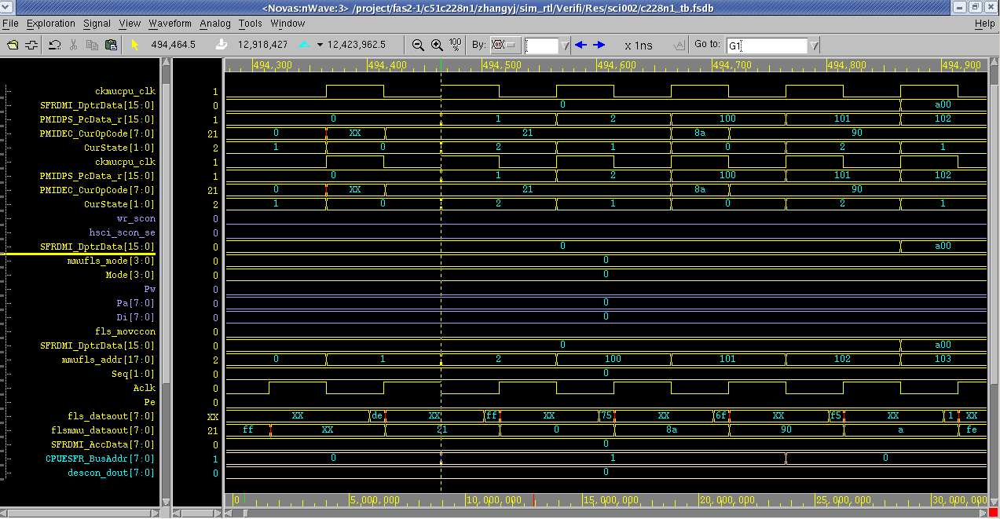 <Novas:nWave:3> /project/fas2-1/c51c228n1/zhangyj/sim_rtl/Verifi/Res/sci002/c228n1_tb.fsdb
File Exploration Signal View Waveform Analog Tools Window Help
494,464.5 12,918,427 12,423,962.5 100 % By: x 1ns Go to: G1
494,300 494,400 494,500 494,600 494,700 494,800 494,900
ckmucpu_clk 1
SFRDMI_DptrData[15:0] 0 0 a00
PMIDPS_PcData_r[15:0] 1 0 1 2 100 101 102
PMIDEC_CurOpCode[7:0] 21 0 XX 21 8a 90
CurState[1:0] 2 1 0 2 1 0 2 1
ckmucpu_clk 1
PMIDPS_PcData_r[15:0] 1 0 1 2 100 101 102
PMIDEC_CurOpCode[7:0] 21 0 XX 21 8a 90
CurState[1:0] 2 1 0 2 1 0 2 1
wr_scon 0
hsci_scon_se 0
SFRDMI_DptrData[15:0] 0 0 a00
mmufls_mode[3:0] 0 0
Mode[3:0] 0 0
Pw 0
Pa[7:0] 0 0
Di[7:0] 0 0
fls_movccon 0
SFRDMI_DptrData[15:0] 0 0 a00
mmufls_addr[17:0] 2 0 1 2 100 101 102 103
Seq[1:0] 0 0
Aclk 0
Pe 0
fls_dataout[7:0] XX XX de XX ff XX 75 XX 6f XX f5 XX 1 XX
flsmmu_dataout[7:0] 21 ff XX 21 0 8a 90 a fe
SFRDMI_AccData[7:0] 0 0
CPUESFR_BusAddr[7:0] 1 0 1 0
descon_dout[7:0] 0 0
0 5,000,000 10,000,000 15,000,000 20,000,000 25,000,000 30,000,000